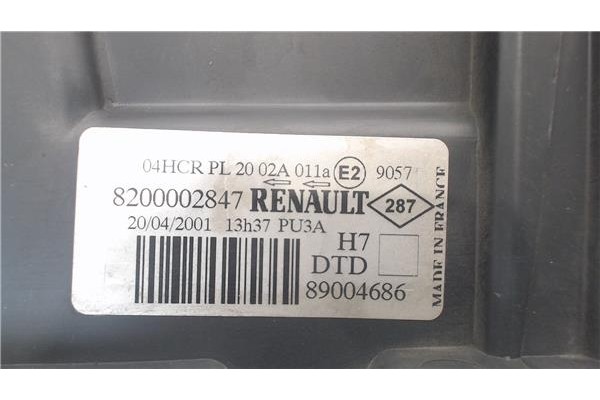 04HCR PL 20 02A 011a E2 9057
8200002847 RENAULT 287
20/04/2001 13h37 PU3A
H7
DTD
89004686
MADE IN FRANCE